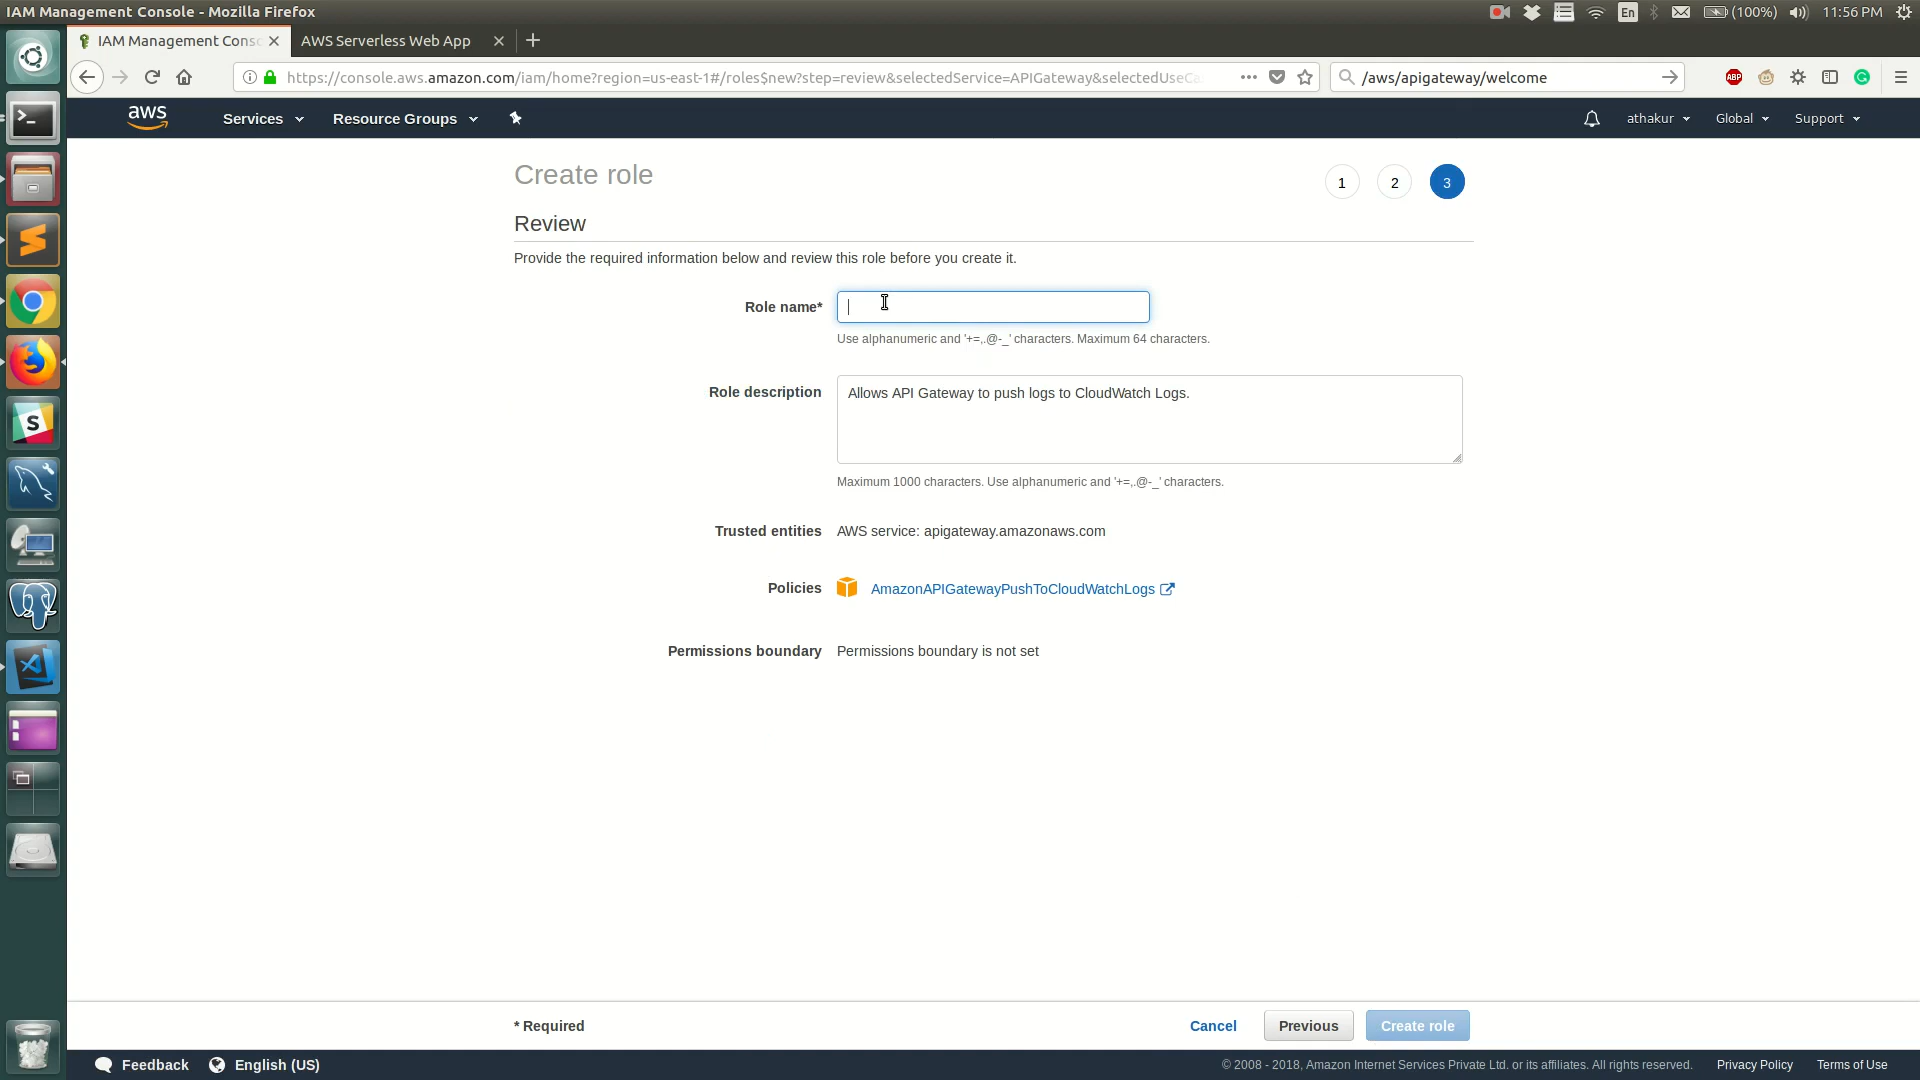 IAM Management Console - Mozilla Firefox
En
(100%)
11:56 PM
IAM Management Conso
AWS Serverless Web App
https://console.aws.amazon.com/iam/home?region=us-east-1#/roles$new?step=review&selectedService=APIGateway&selectedUseCa
/aws/apigateway/welcome
ABP
aws
Services
Resource Groups
athakur
Global
Support
Create role
1
2
3
Review
Provide the required information below and review this role before you create it.
Role name*
Use alphanumeric and '+=,.@-_' characters. Maximum 64 characters.
Role description
Allows API Gateway to push logs to CloudWatch Logs.
Maximum 1000 characters. Use alphanumeric and '+=,.@-_' characters.
Trusted entities
AWS service: apigateway.amazonaws.com
Policies
AmazonAPIGatewayPushToCloudWatchLogs
Permissions boundary
Permissions boundary is not set
* Required
Cancel
Previous
Create role
Feedback
English (US)
© 2008 - 2018, Amazon Internet Services Private Ltd. or its affiliates. All rights reserved.
Privacy Policy
Terms of Use